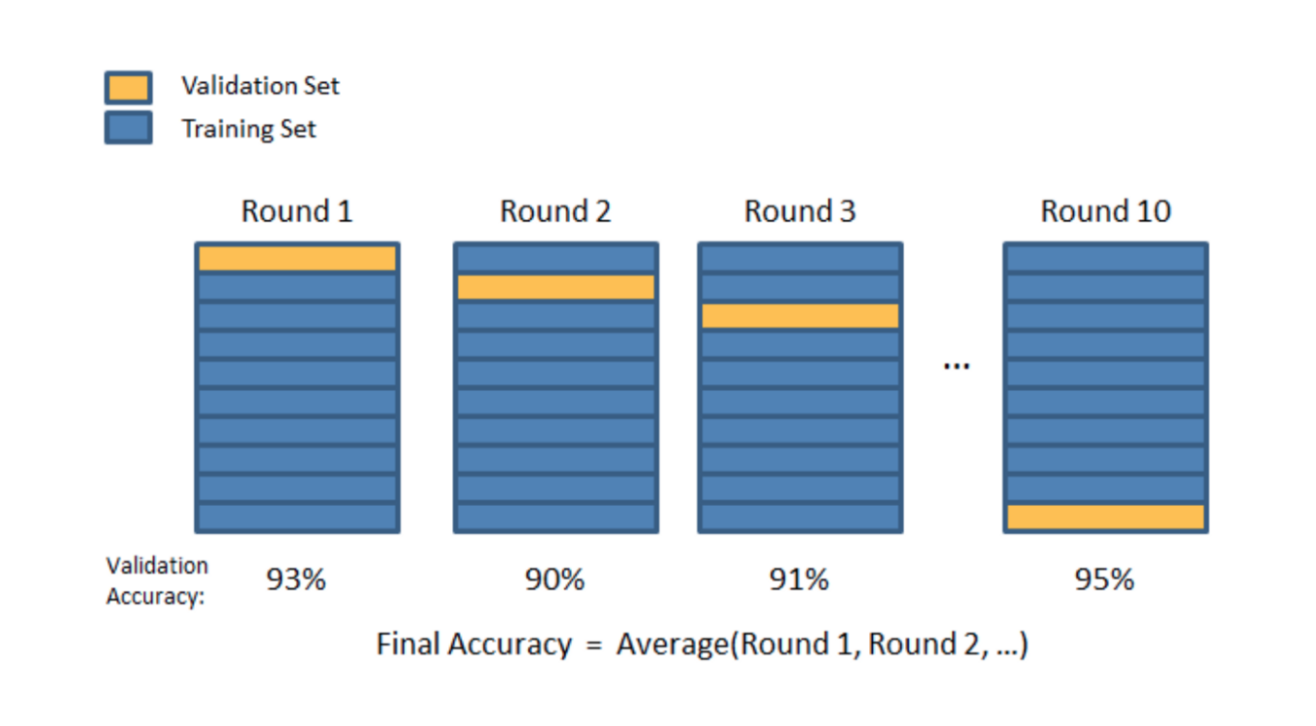 Validation Set
Training Set
Round 1 Round 2 Round 3 Round 10
...
Validation
Accuracy: 93% 90% 91% 95%
Final Accuracy = Average(Round 1, Round 2, ...)